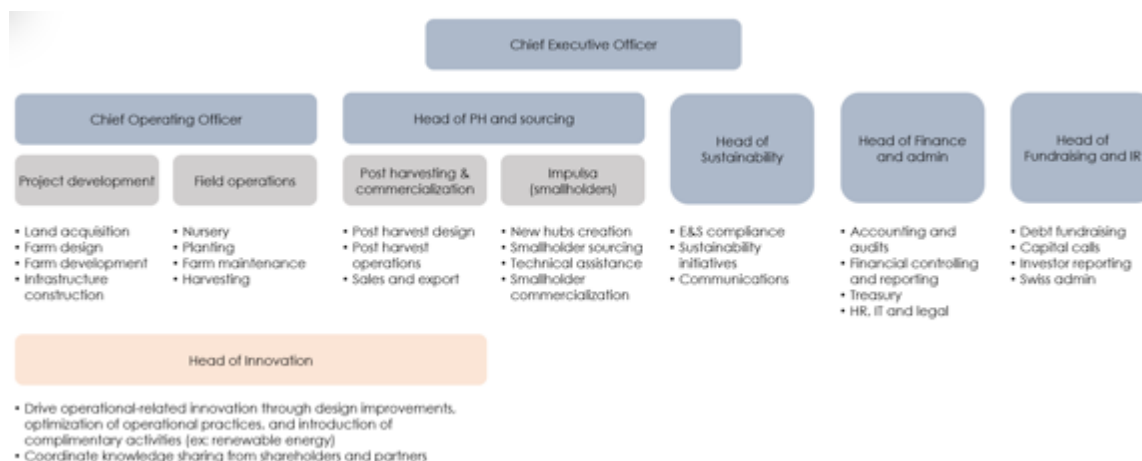 Chief Executive Officer
Chief Operating Officer
Head of PH and sourcing
Head of
Sustainability
Head of Finance
and admin
Head of
Fundraising and IR
Project development
Field operations
Post harvesting &
commercialization
Impulsa
(smallholders)
• Land acquisition
• Farm design
• Farm development
• Infrastructure
construction
• Nursery
• Planting
• Farm maintenance
• Harvesting
• Post harvest design
• Post harvest
operations
• Sales and export
• New hubs creation
• Smallholder sourcing
• Technical assistance
• Smallholder
commercialization
• E&S compliance
• Sustainability
initiatives
• Communications
• Accounting and
audits
• Financial controlling
and reporting
• Treasury
• HR, IT and legal
• Debt fundraising
• Capital calls
• Investor reporting
• Swiss admin
Head of Innovation
• Drive operational-related innovation through design improvements,
optimization of operational practices, and introduction of
complimentary activities (ex: renewable energy)
• Coordinate knowledge sharing from shareholders and partners